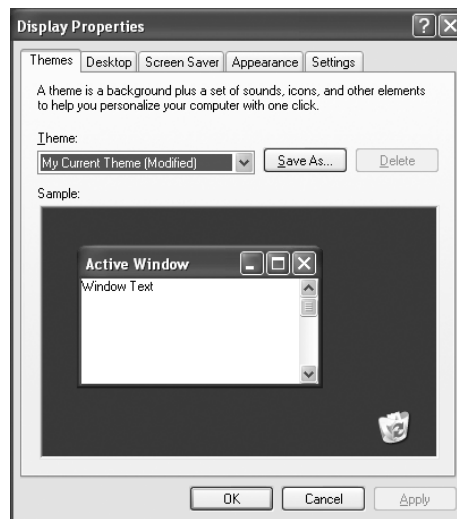 Display Properties
Themes Desktop Screen Saver Appearance Settings
A theme is a background plus a set of sounds, icons, and other elements
to help you personalize your computer with one click.
Theme:
My Current Theme (Modified) Save As... Delete
Sample:
Active Window
Window Text
OK Cancel Apply